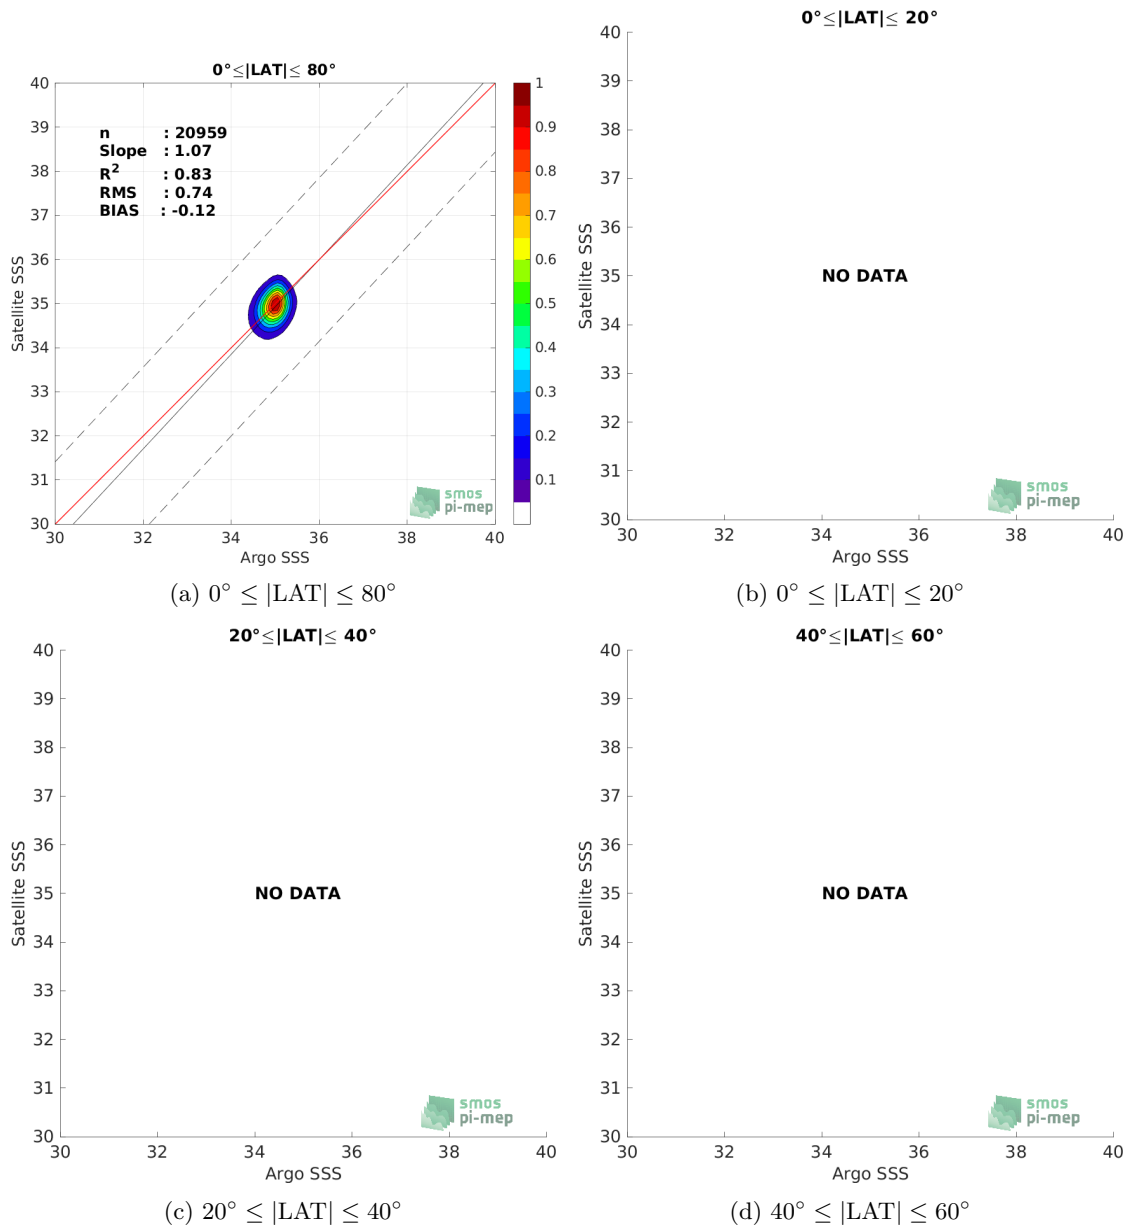 0°≤|LAT|≤ 80°
40
39
38
37
36
35
34
33
32
31
30
Satellite SSS
n : 20959
Slope : 1.07
R² : 0.83
RMS : 0.74
BIAS : -0.12
smos
pi-mep
30 32 34 36 38 40
Argo SSS
1
0.9
0.8
0.7
0.6
0.5
0.4
0.3
0.2
0.1
(a) 0° ≤ |LAT| ≤ 80°
0°≤|LAT|≤ 20°
40
39
38
37
36
35
34
33
32
31
30
Satellite SSS
NO DATA
smos
pi-mep
30 32 34 36 38 40
Argo SSS
(b) 0° ≤ |LAT| ≤ 20°
20°≤|LAT|≤ 40°
40
39
38
37
36
35
34
33
32
31
30
Satellite SSS
NO DATA
smos
pi-mep
30 32 34 36 38 40
Argo SSS
(c) 20° ≤ |LAT| ≤ 40°
40°≤|LAT|≤ 60°
40
39
38
37
36
35
34
33
32
31
30
Satellite SSS
NO DATA
smos
pi-mep
30 32 34 36 38 40
Argo SSS
(d) 40° ≤ |LAT| ≤ 60°